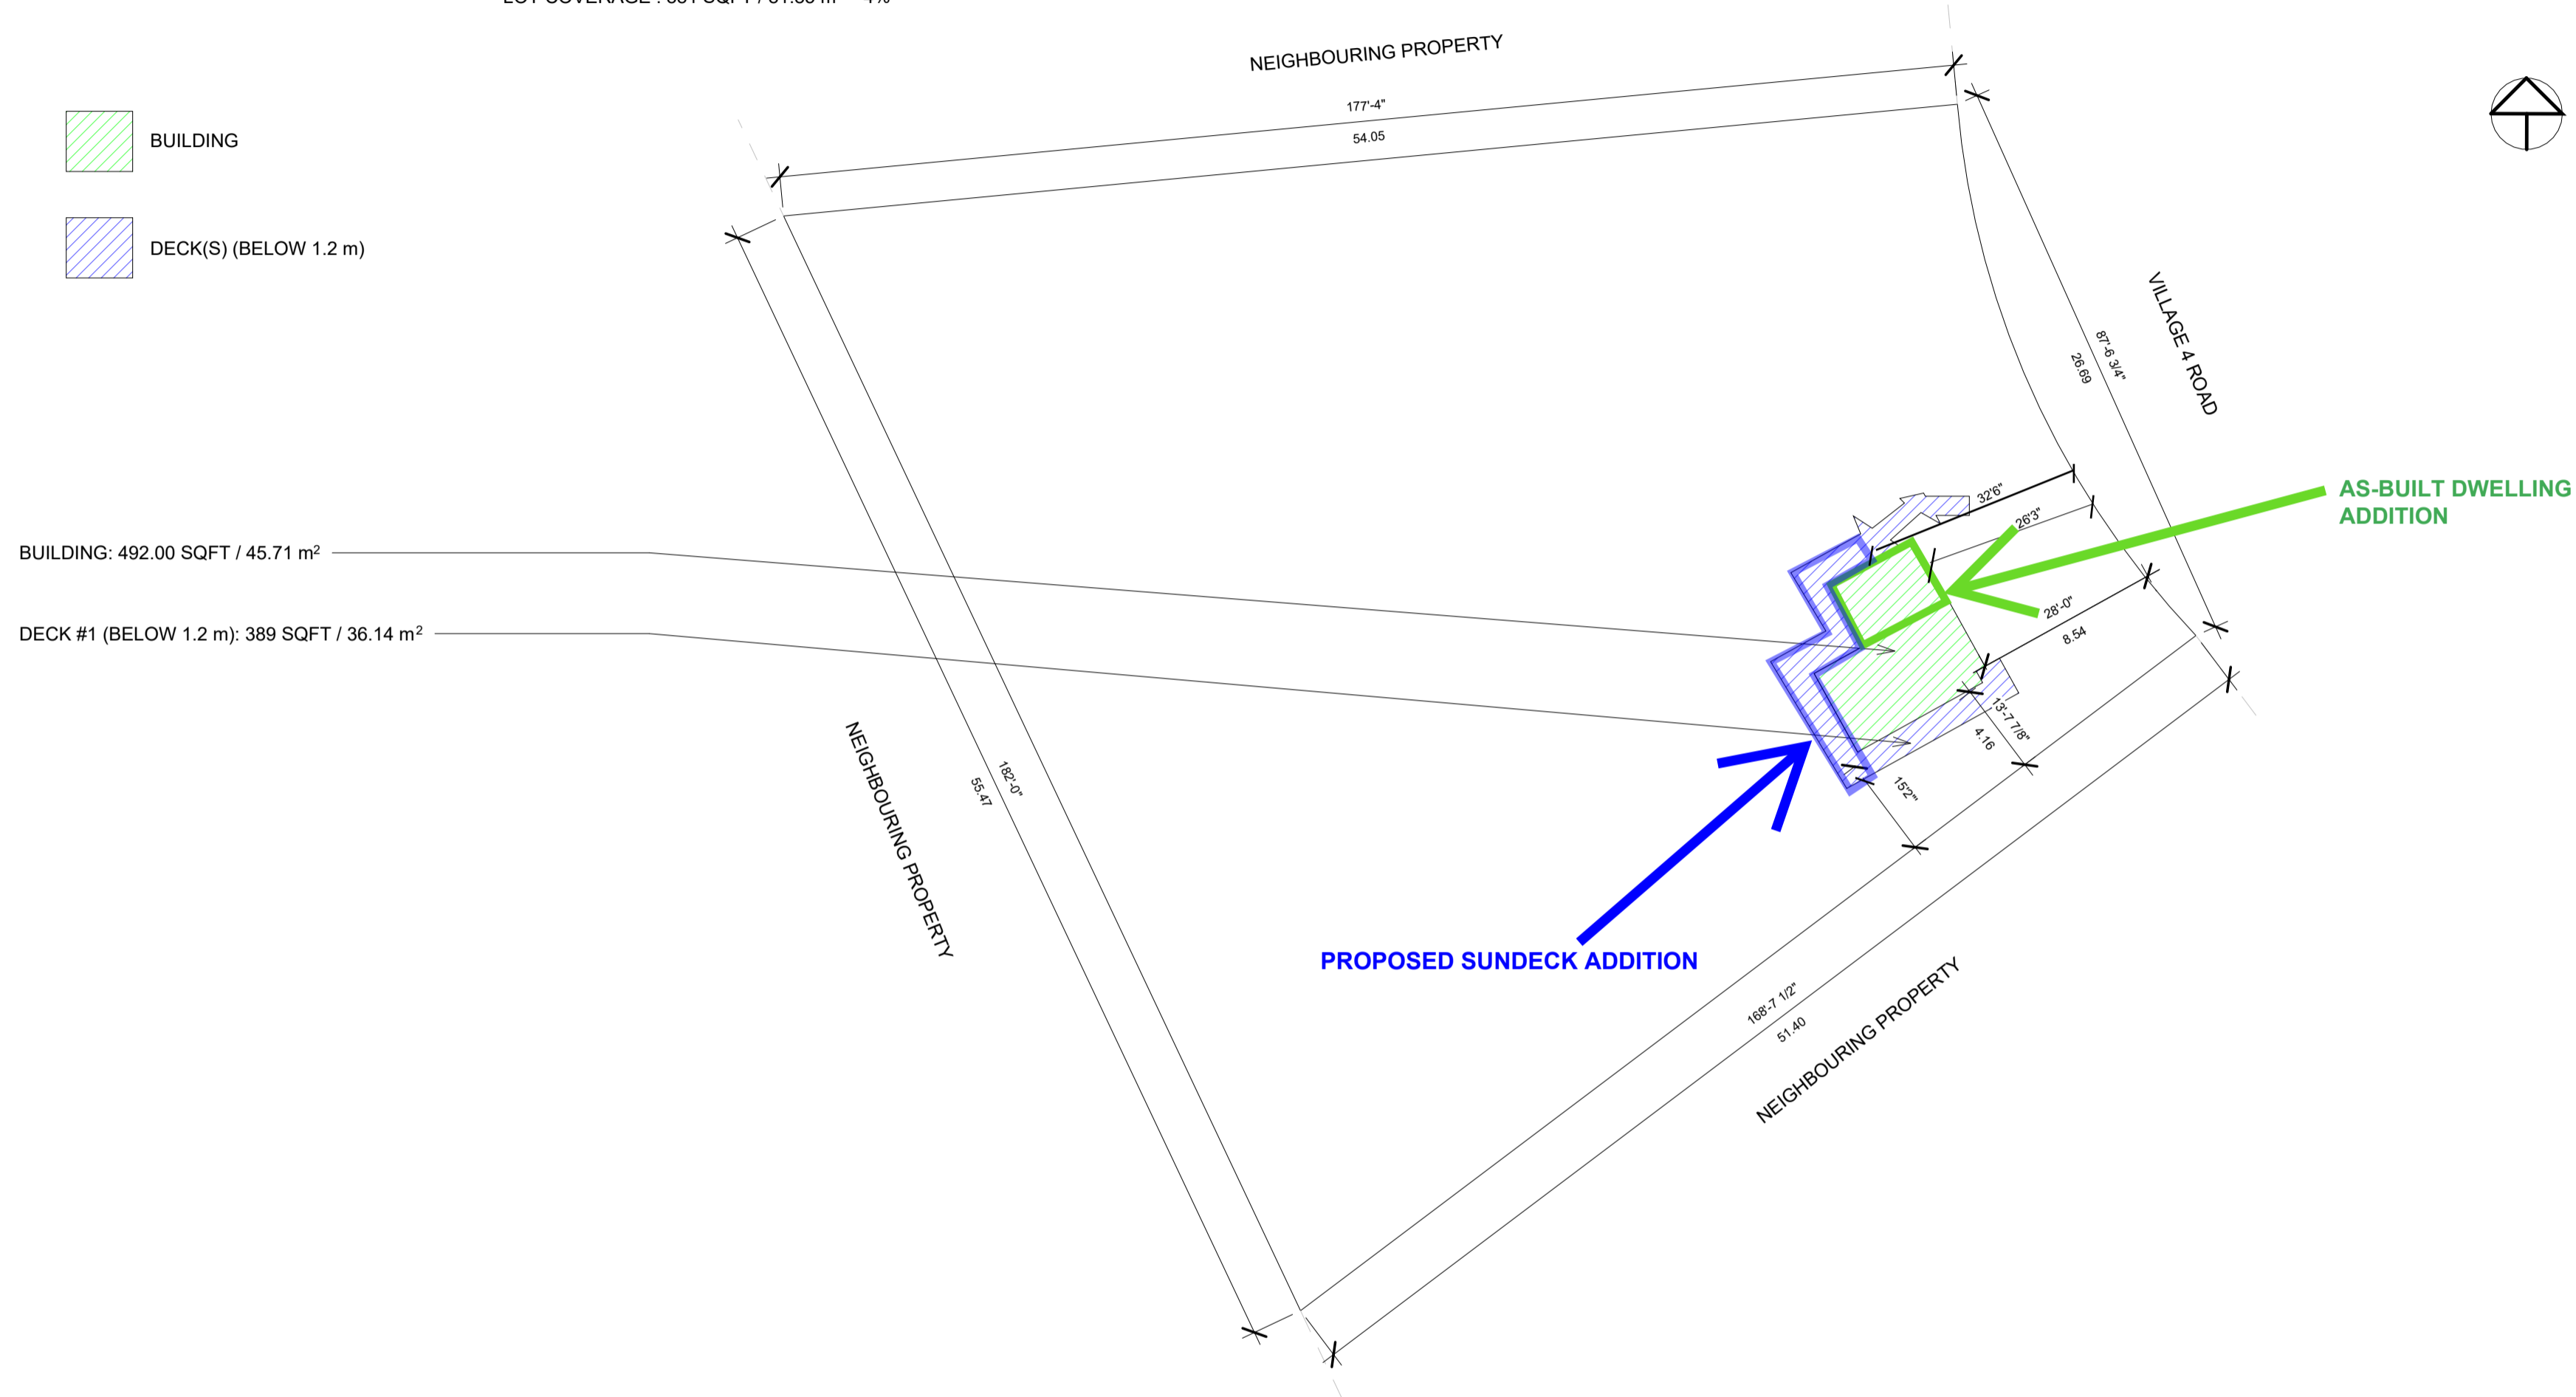 NEIGHBOURING PROPERTY
177'-4"
54.05
BUILDING
DECK(S) (BELOW 1.2 m)
VILLAGE 4 ROAD
87'-6 3/4"
26.69
32'6"
26'3"
AS-BUILT DWELLING
ADDITION
BUILDING: 492.00 SQFT / 45.71 m²
DECK #1 (BELOW 1.2 m): 389 SQFT / 36.14 m²
28'-0"
8.54
13'-7 7/8"
4.16
15'2"'
NEIGHBOURING PROPERTY
182'-0"
55.47
PROPOSED SUNDECK ADDITION
168'-7 1/2"
51.40
NEIGHBOURING PROPERTY